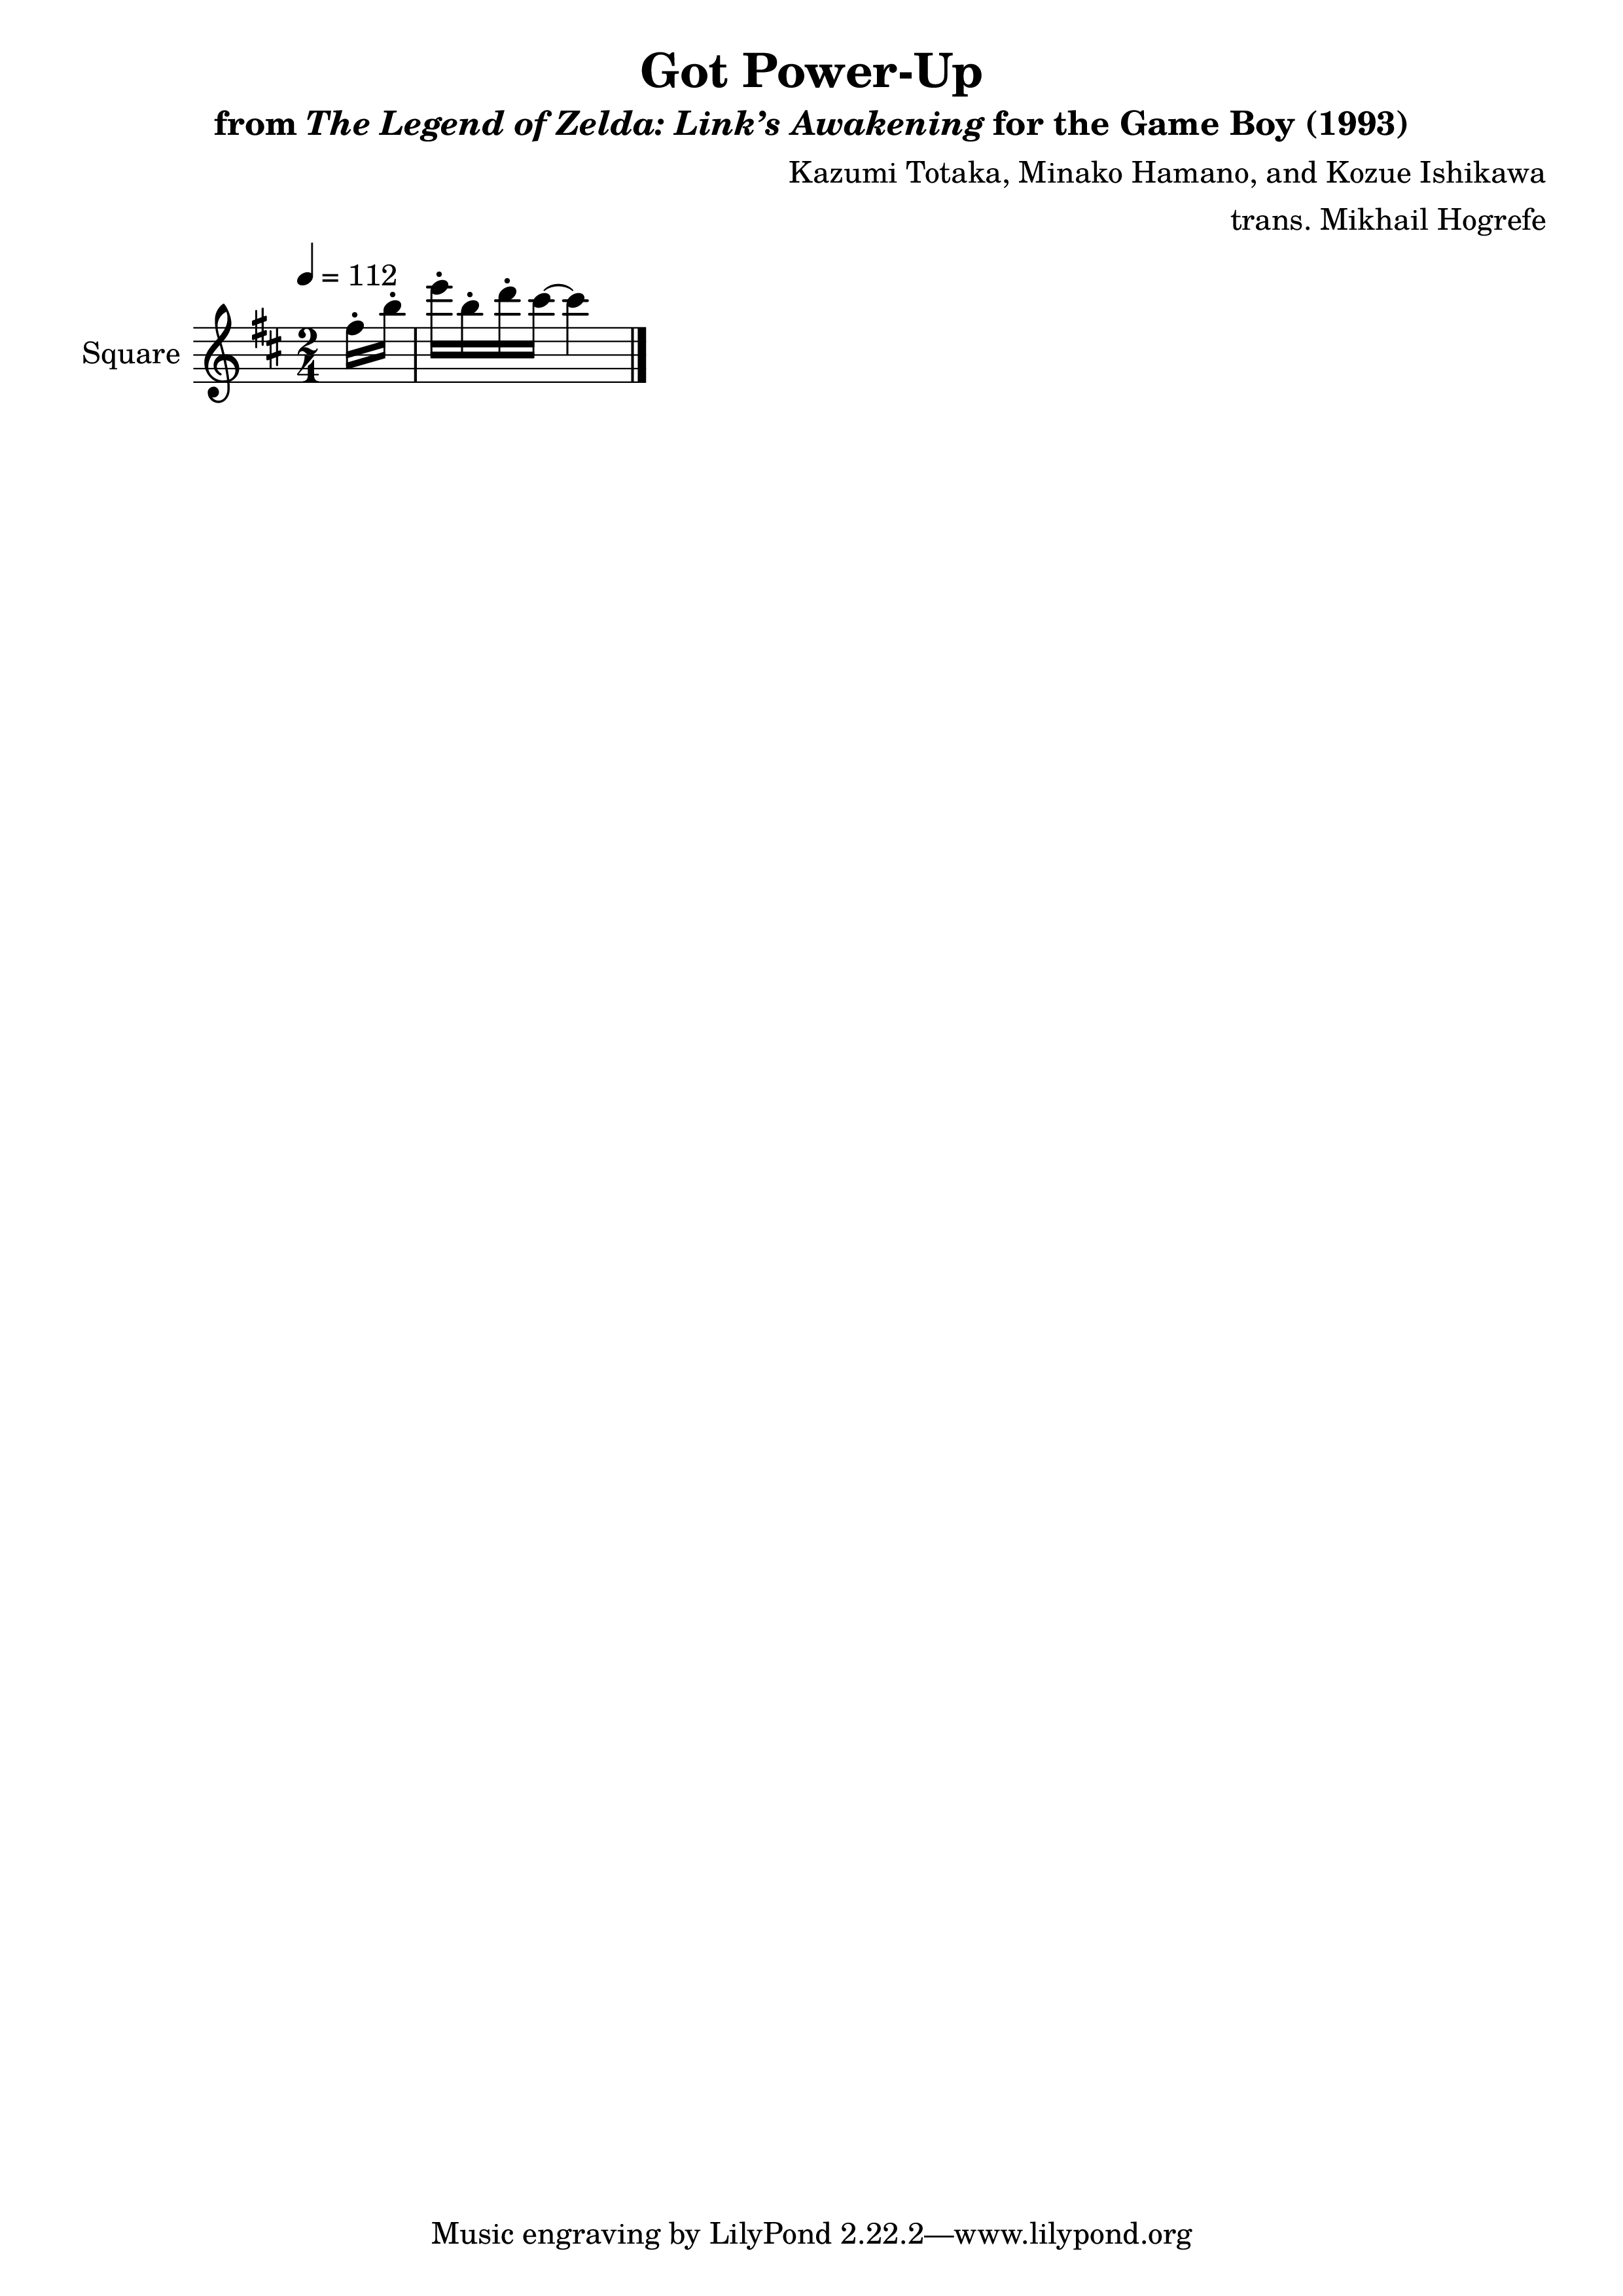 Got Power-Up
from The Legend of Zelda: Link’s Awakening for the Game Boy (1993)
Kazumi Totaka, Minako Hamano, and Kozue Ishikawa
trans. Mikhail Hogrefe
= 112
Square
2
4
Music engraving by LilyPond 2.22.2—www.lilypond.org